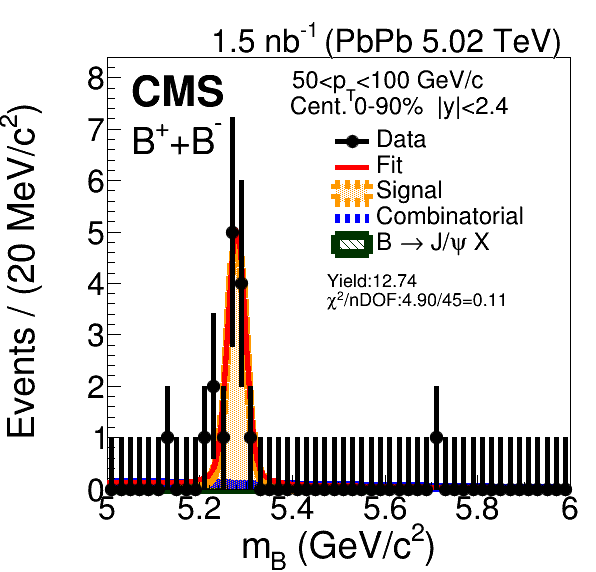 1.5 nb⁻¹ (PbPb 5.02 TeV)
CMS
B⁺+B⁻
50<p_T<100 GeV/c
Cent. 0-90% |y|<2.4
Data
Fit
Signal
Combinatorial
B → J/ψ X
Yield:12.74
χ²/nDOF:4.90/45=0.11
Events / (20 MeV/c²)
8
7
6
5
4
3
2
1
0
5 5.2 5.4 5.6 5.8 6
m_B (GeV/c²)